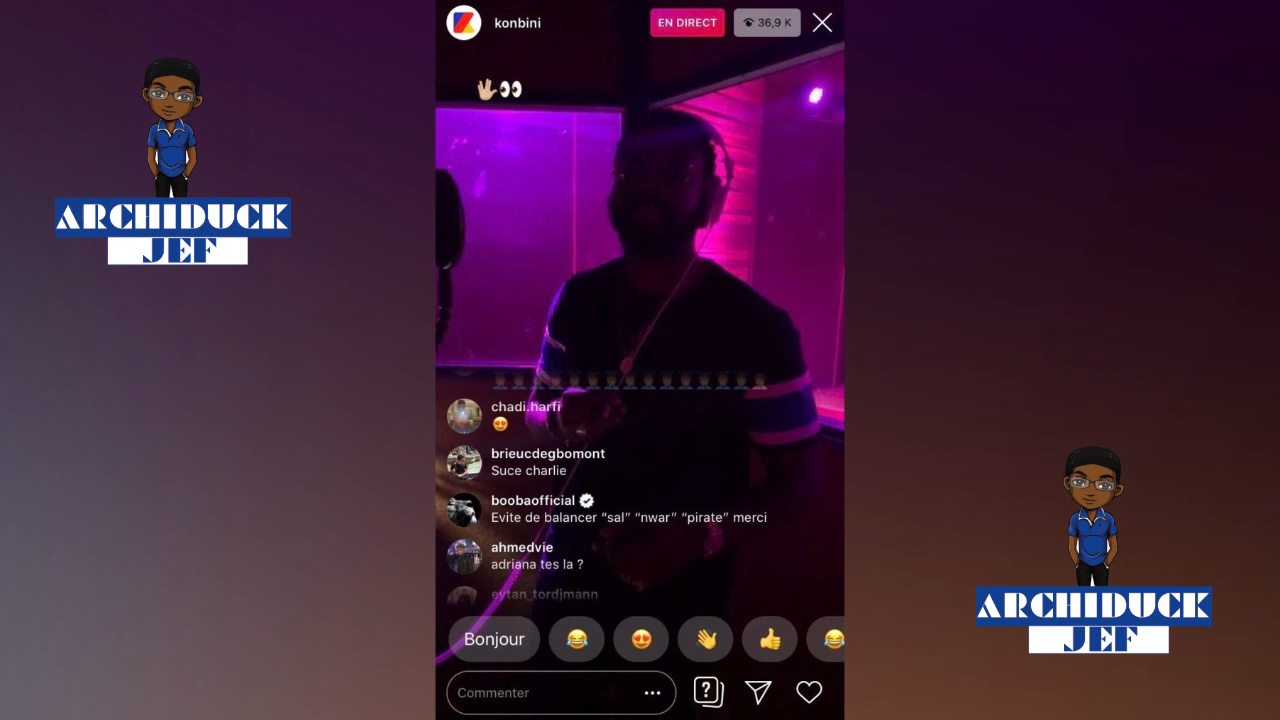 konbini
EN DIRECT
36,9 K
ARCHIDUCK
JEF
chadi.harfi
brieucdegbomont
Suce charlie
boobaofficial
Evite de balancer “sal” “nwar” “pirate” merci
ahmedvie
adriana tes la ?
eytan_tordjmann
Bonjour
Commenter
ARCHIDUCK
JEF